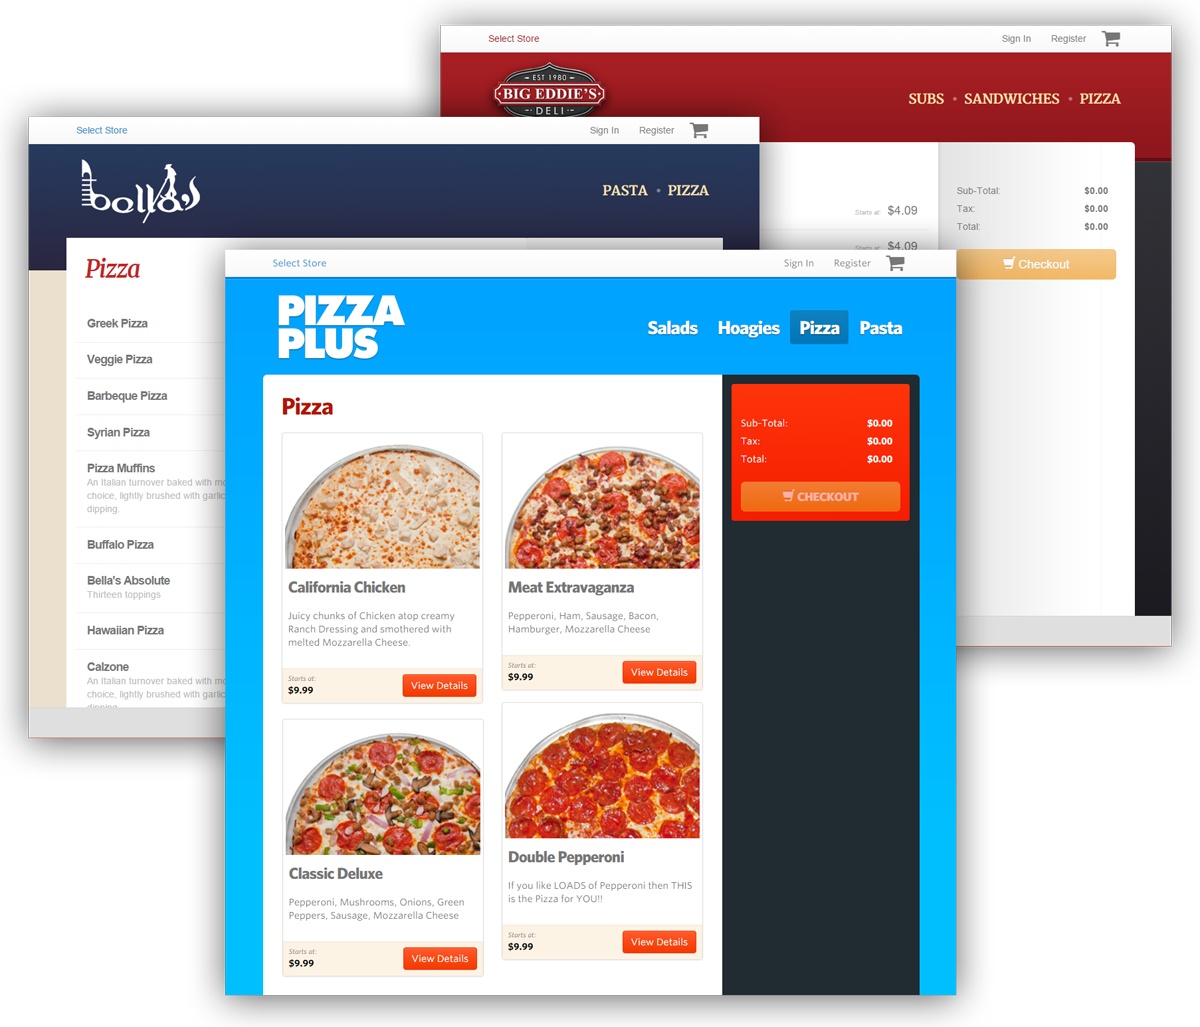 Select Store
Sign In
Register
EST 1980
BIG EDDIE'S
DELI
SUBS • SANDWICHES • PIZZA
Starts at: $4.09
Starts at: $4.09
Sub-Total: $0.00
Tax: $0.00
Total: $0.00
Checkout
Select Store
Sign In
Register
bella's
PASTA • PIZZA
Pizza
Greek Pizza
Veggie Pizza
Barbeque Pizza
Syrian Pizza
Pizza Muffins
An Italian turnover baked with
choice, lightly brushed with garlic
dipping.
Buffalo Pizza
Bella's Absolute
Thirteen toppings
Hawaiian Pizza
Calzone
An Italian turnover baked with
choice, lightly brushed with garlic
dipping
Select Store
Sign In
Register
PIZZA
PLUS
Salads
Hoagies
Pizza
Pasta
Pizza
California Chicken
Juicy chunks of Chicken atop creamy
Ranch Dressing and smothered with
melted Mozzarella Cheese.
Starts at:
$9.99
View Details
Meat Extravaganza
Pepperoni, Ham, Sausage, Bacon,
Hamburger, Mozzarella Cheese
Starts at:
$9.99
View Details
Classic Deluxe
Pepperoni, Mushrooms, Onions, Green
Peppers, Sausage, Mozzarella Cheese
Starts at:
$9.99
View Details
Double Pepperoni
If you like LOADS of Pepperoni then THIS
is the Pizza for YOU!!
Starts at:
$9.99
View Details
Sub-Total: $0.00
Tax: $0.00
Total: $0.00
CHECKOUT